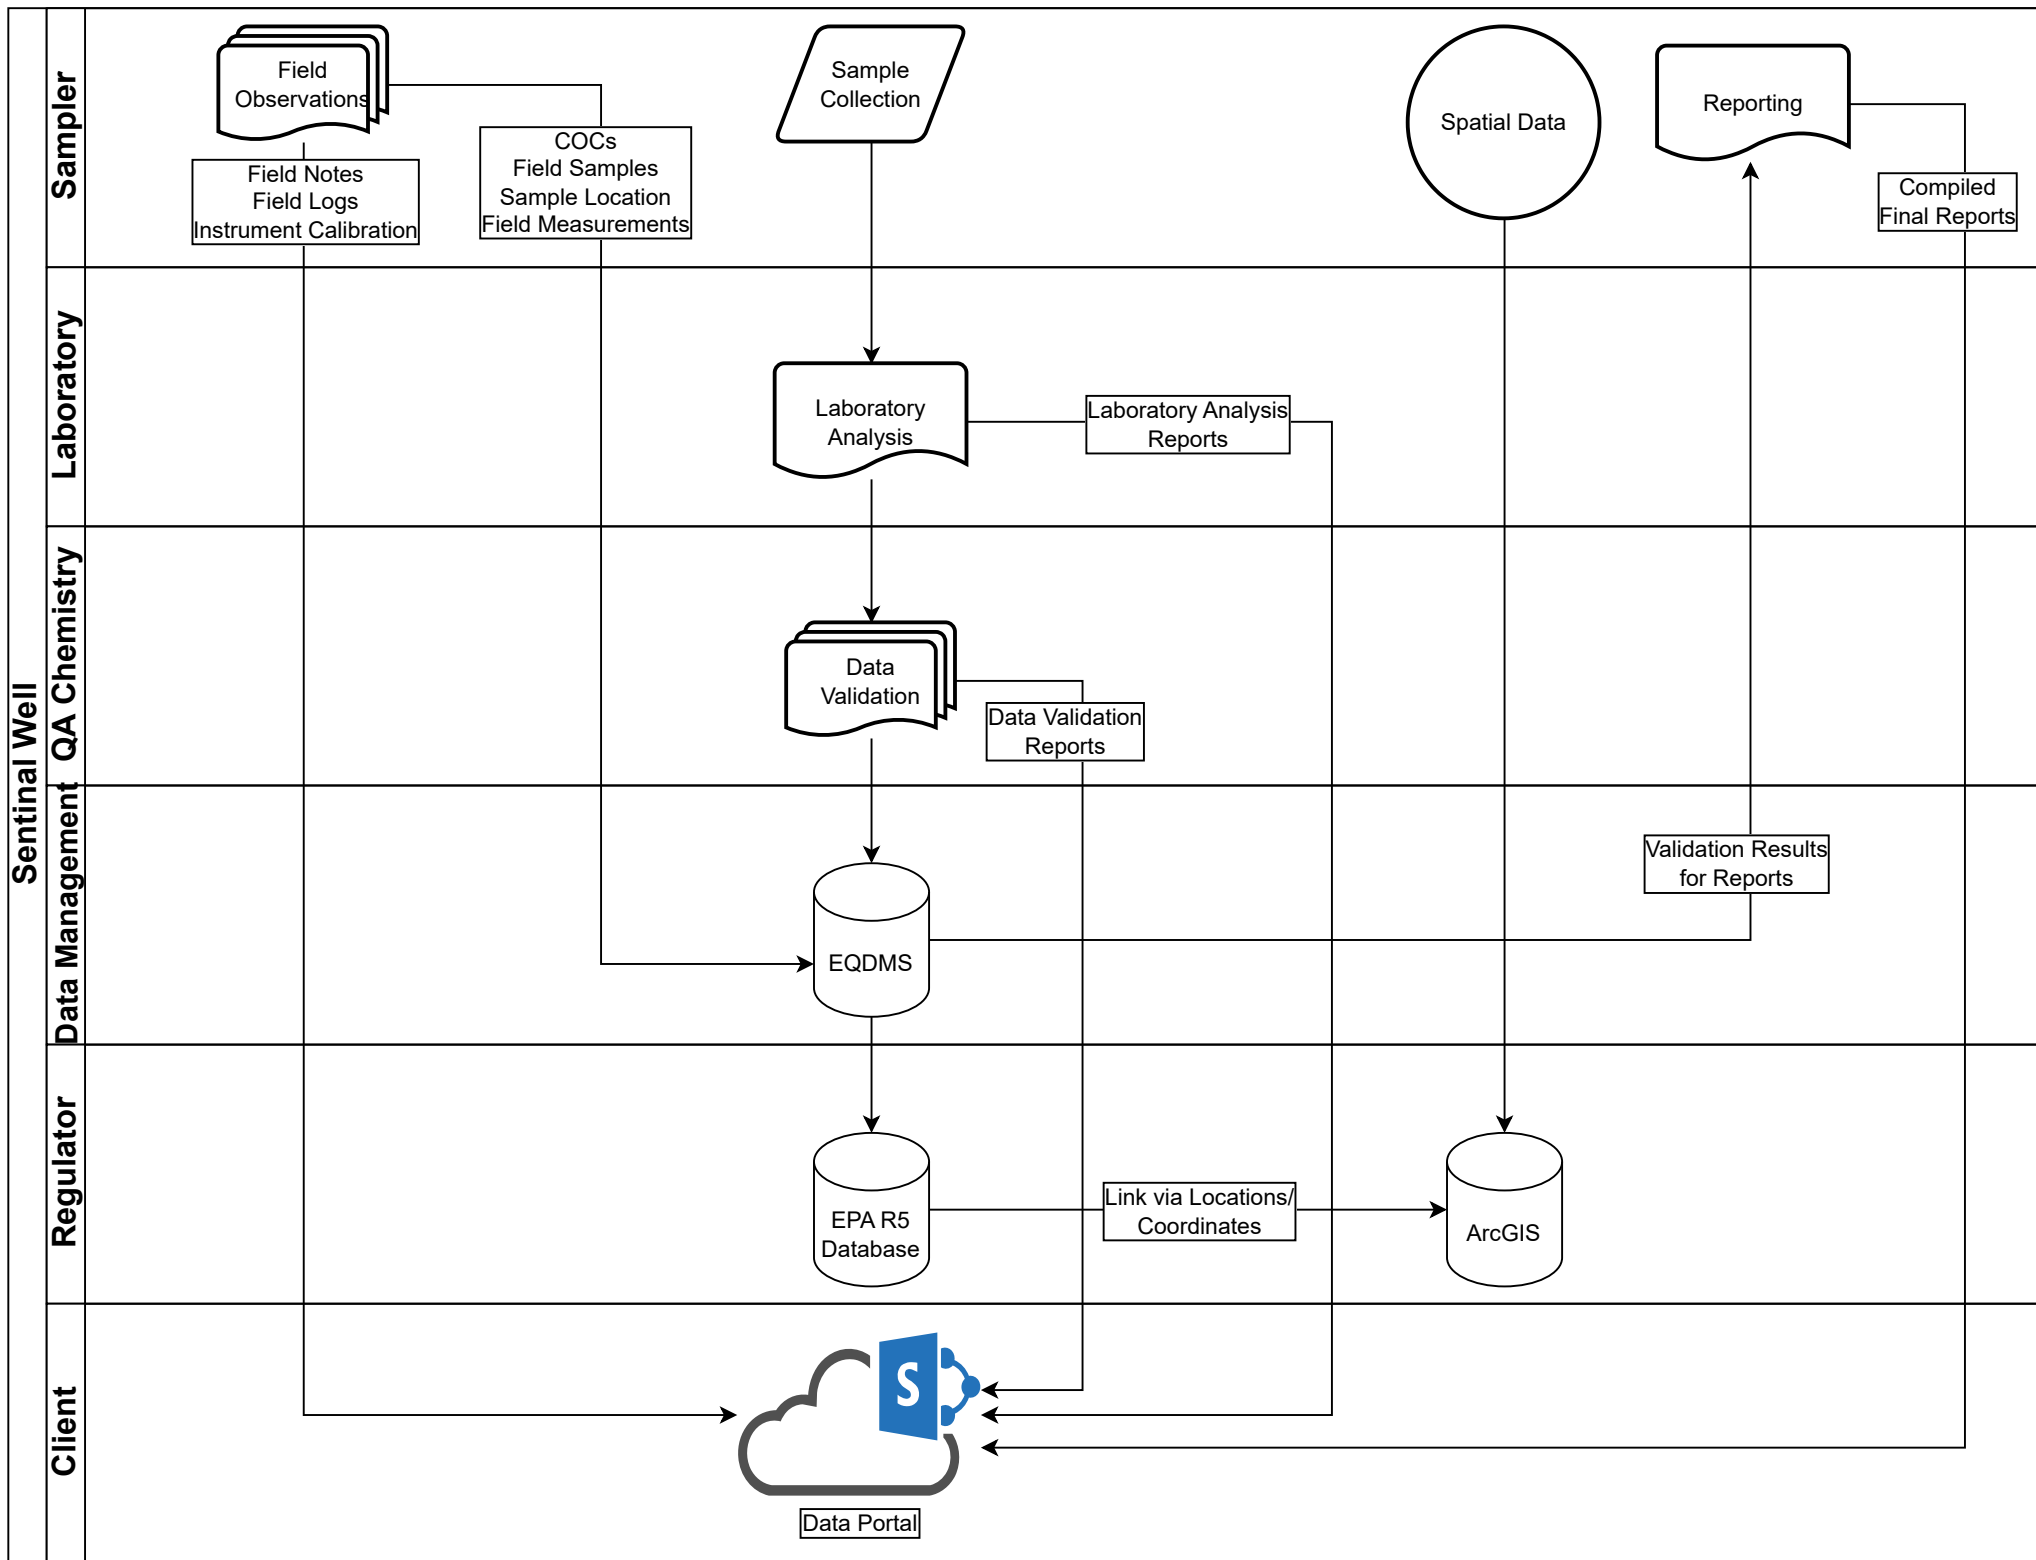 Sentinal Well
Sampler
Field
Observations
Sample
Collection
Spatial Data
Reporting
COCs
Field Samples
Sample Location
Field Measurements
Field Notes
Field Logs
Instrument Calibration
Compiled
Final Reports
Laboratory
Laboratory
Analysis
Laboratory Analysis
Reports
QA Chemistry
Data
Validation
Data Validation
Reports
Data Management
EQDMS
Validation Results
for Reports
Regulator
EPA R5
Database
Link via Locations/
Coordinates
ArcGIS
Client
S
Data Portal